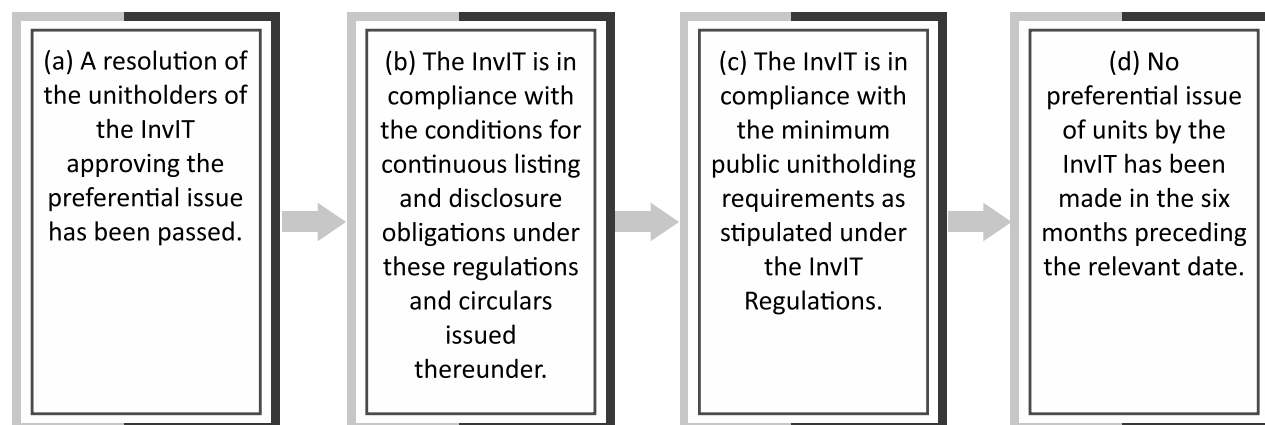 (a) A resolution of
the unitholders of
the InvIT
approving the
preferential issue
has been passed.
(b) The InvIT is in
compliance with
the conditions for
continuous listing
and disclosure
obligations under
these regulations
and circulars
issued
thereunder.
(c) The InvIT is in
compliance with
the minimum
public unitholding
requirements as
stipulated under
the InvIT
Regulations.
(d) No
preferential issue
of units by the
InvIT has been
made in the six
months preceding
the relevant date.